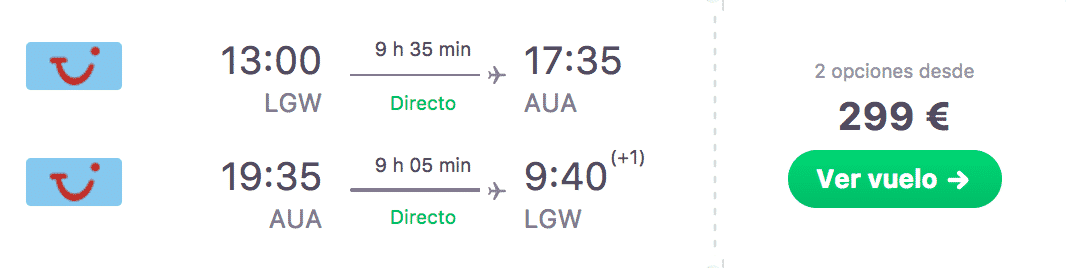 9 h 35 min
13:00 17:35
LGW Directo AUA
9 h 05 min
19:35 9:40 (+1)
AUA Directo LGW
2 opciones desde
299 €
Ver vuelo →